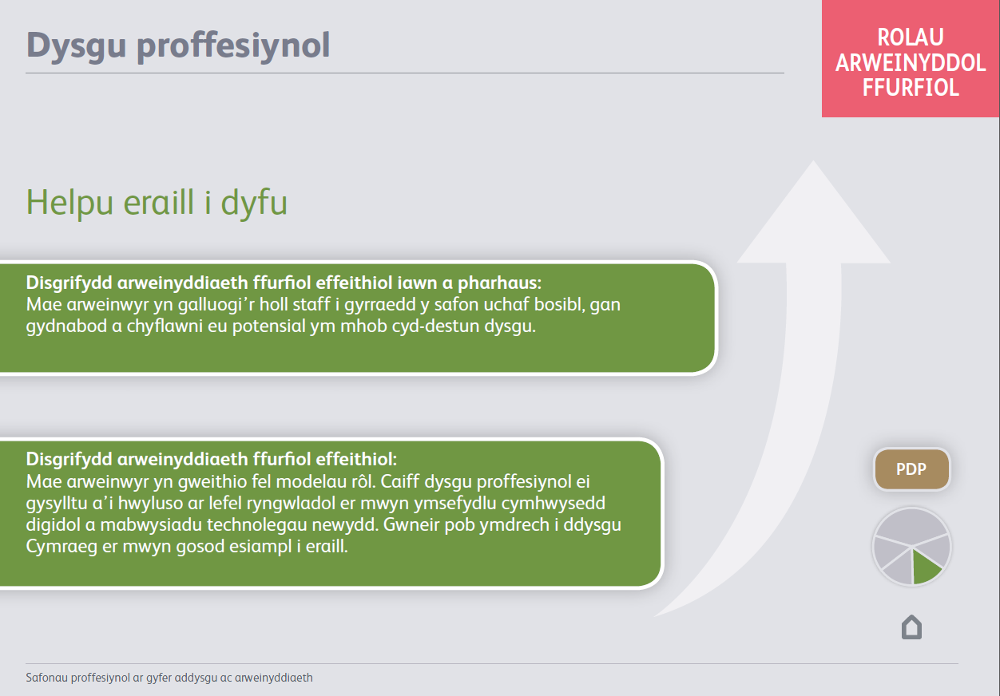 Dysgu proffesiynol
ROLAU
ARWEINYDDOL
FFURFIOL
Helpu eraill i dyfu
Disgrifydd arweinyddiaeth ffurfiol effeithiol iawn a pharhaus:
Mae arweinwyr yn galluogi’r holl staff i gyrraedd y safon uchaf bosibl, gan
gydnabod a chyflawni eu potensial ym mhob cyd-destun dysgu.
Disgrifydd arweinyddiaeth ffurfiol effeithiol:
Mae arweinwyr yn gweithio fel modelau rôl. Caiff dysgu proffesiynol ei
gysylltu a’i hwyluso ar lefel ryngwladol er mwyn ymsefydlu cymhwysedd
digidol a mabwysiadu technolegau newydd. Gwneir pob ymdrech i ddysgu
Cymraeg er mwyn gosod esiampl i eraill.
PDP
Safonau proffesiynol ar gyfer addysgu ac arweinyddiaeth